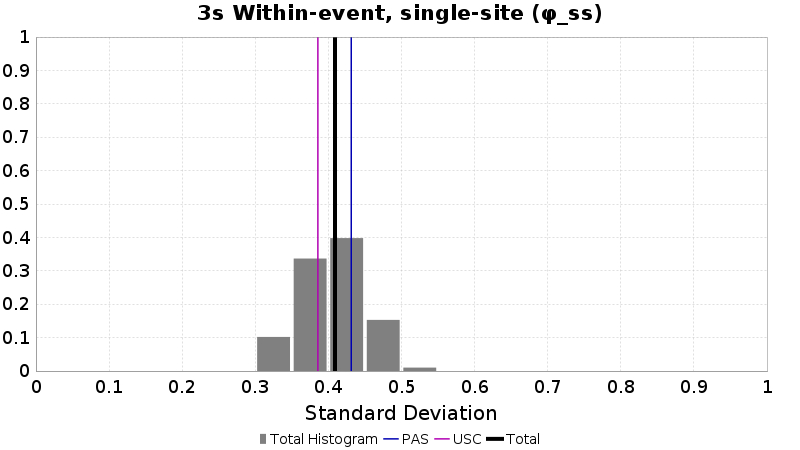 3s Within-event, single-site (φ_ss)
1
0.9
0.8
0.7
0.6
0.5
0.4
0.3
0.2
0.1
0
0 0.1 0.2 0.3 0.4 0.5 0.6 0.7 0.8 0.9 1
Standard Deviation
Total Histogram PAS USC Total